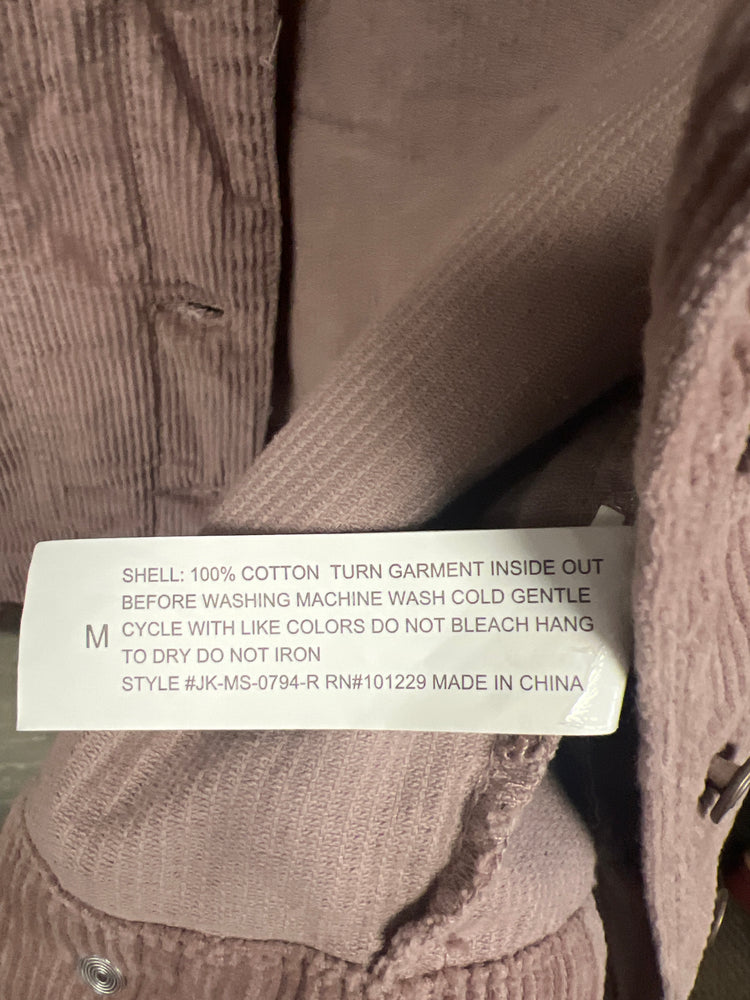 SHELL: 100% COTTON TURN GARMENT INSIDE OUT
BEFORE WASHING MACHINE WASH COLD GENTLE
M CYCLE WITH LIKE COLORS DO NOT BLEACH HANG
TO DRY DO NOT IRON
STYLE #JK-MS-0794-R RN#101229 MADE IN CHINA